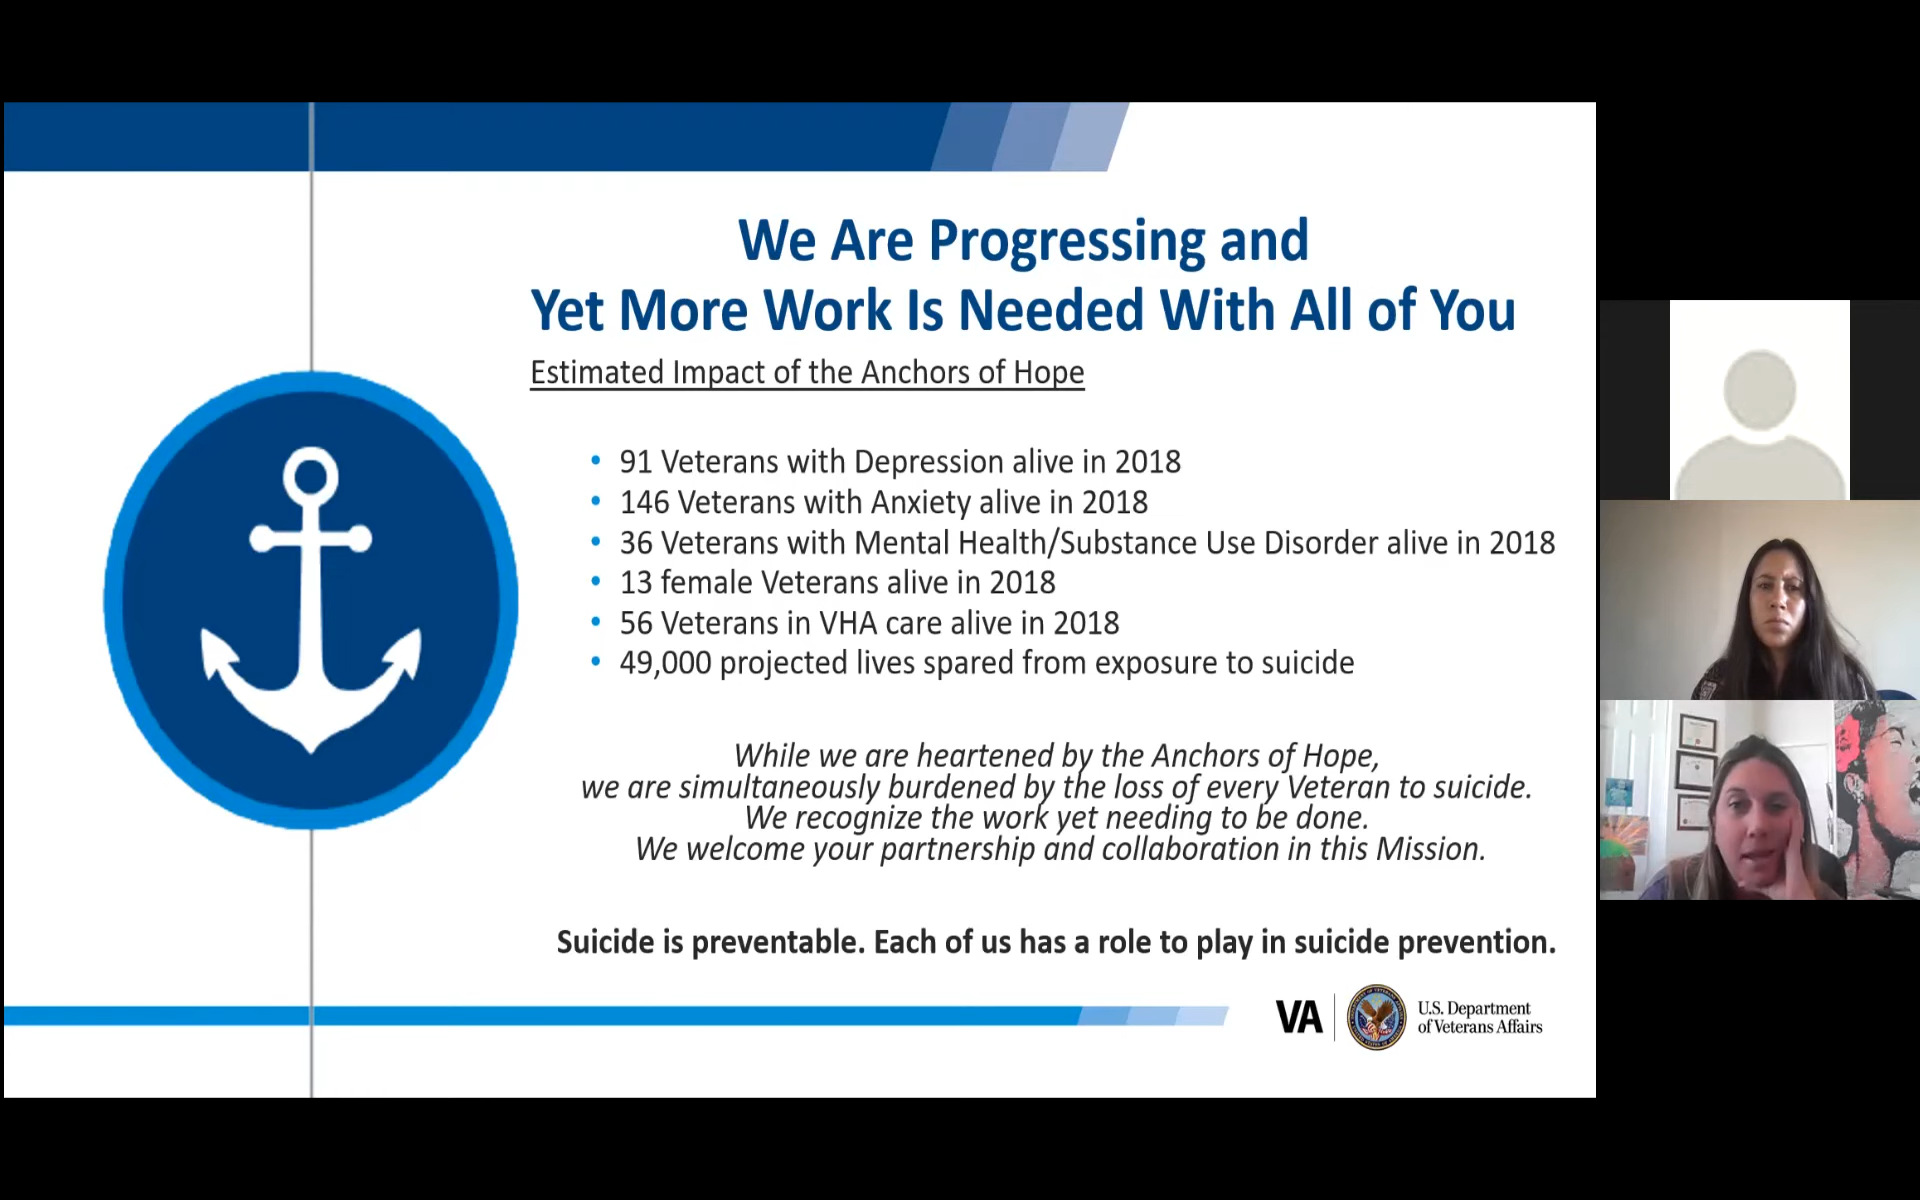 We Are Progressing and
Yet More Work Is Needed With All of You
Estimated Impact of the Anchors of Hope
• 91 Veterans with Depression alive in 2018
• 146 Veterans with Anxiety alive in 2018
• 36 Veterans with Mental Health/Substance Use Disorder alive in 2018
• 13 female Veterans alive in 2018
• 56 Veterans in VHA care alive in 2018
• 49,000 projected lives spared from exposure to suicide
While we are heartened by the Anchors of Hope,
we are simultaneously burdened by the loss of every Veteran to suicide.
We recognize the work yet needing to be done.
We welcome your partnership and collaboration in this Mission.
Suicide is preventable. Each of us has a role to play in suicide prevention.
VA
U.S. Department
of Veterans Affairs